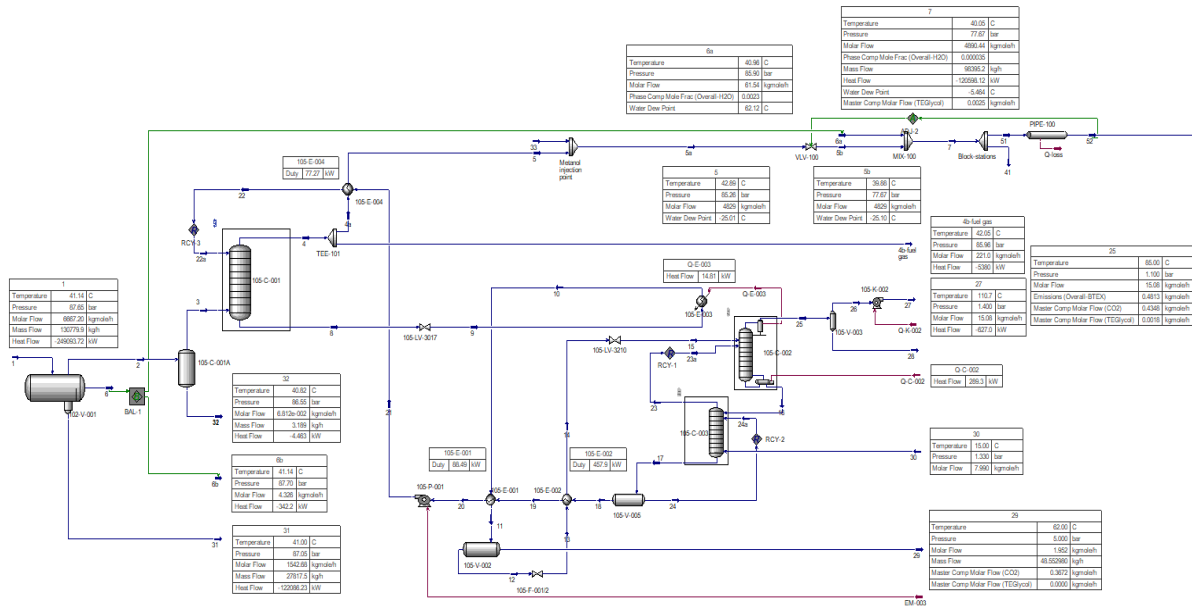 7
Temperature 40.05 C
Pressure 77.67 bar
Molar Flow 4890.44 kgmole/h
Phase Comp Mole Frac (Overall-H2O) 0.000035
Mass Flow 98395.2 kg/h
Heat Flow -120598.12 kW
Water Dew Point -5.464 C
Master Comp Molar Flow (TEGlycol) 0.0025 kgmole/h
6a
Temperature 40.96 C
Pressure 85.90 bar
Molar Flow 61.54 kgmole/h
Phase Comp Mole Frac (Overall-H2O) 0.0023
Water Dew Point 62.12 C
33
5
Metanol
injection
point
5a
VLV-100
5b
6a
ADJ-2
MIX-100
7
Block-stations
51
PIPE-100
52
Q-loss
41
105-E-004
Duty 77.27 kW
22
105-E-004
4a
5
Temperature 42.89 C
Pressure 85.26 bar
Molar Flow 4829 kgmole/h
Water Dew Point -25.01 C
5b
Temperature 39.66 C
Pressure 77.67 bar
Molar Flow 4829 kgmole/h
Water Dew Point -25.10 C
RCY-3
22a
4
TEE-101
4b-fuel
gas
105-C-001
4b-fuel gas
Temperature 42.05 C
Pressure 85.96 bar
Molar Flow 221.0 kgmole/h
Heat Flow -5380 kW
25
Temperature 85.00 C
Pressure 1.100 bar
Molar Flow 15.08 kgmole/h
Emissions (Overall-BTEX) 0.4813
Master Comp Molar Flow (CO2) 0.4346 kgmole/h
Master Comp Molar Flow (TEGlycol) 0.0018 kgmole/h
Q-E-003
Heat Flow 14.81 kW
1
Temperature 41.14 C
Pressure 87.65 bar
Molar Flow 6667.20 kgmole/h
Mass Flow 130779.9 kg/h
Heat Flow -249093.72 kW
3
10
Q-E-003
105-E-003
105-K-002
26
27
Q-K-002
27
Temperature 110.7 C
Pressure 1.400 bar
Molar Flow 15.08 kgmole/h
Heat Flow -627.0 kW
8
105-LV-3017
9
105-LV-3210
15
25
105-V-003
28
RCY-1
23a
105-C-002
1
2
105-C-001A
102-V-001
6
BAL-1
32
32
Temperature 40.82 C
Pressure 86.55 bar
Molar Flow 6.812e-002 kgmole/h
Mass Flow 3.189 kg/h
Heat Flow -4.463 kW
21
14
23
16
Q-C-002
Q-C-002
Heat Flow 289.3 kW
24a
105-C-003
RCY-2
30
Temperature 15.00 C
Pressure 1.330 bar
Molar Flow 7.990 kgmole/h
30
6b
6b
Temperature 41.14 C
Pressure 87.70 bar
Molar Flow 4.326 kgmole/h
Heat Flow -342.2 kW
105-E-001
Duty 68.49 kW
105-E-002
Duty 457.9 kW
17
105-P-001
20
105-E-001
19
105-E-002
18
105-V-005
24
11
13
31
31
Temperature 41.00 C
Pressure 87.05 bar
Molar Flow 1542.68 kgmole/h
Mass Flow 27817.5 kg/h
Heat Flow -122086.23 kW
105-V-002
12
105-F-001/2
29
29
Temperature 62.00 C
Pressure 5.000 bar
Molar Flow 1.952 kgmole/h
Mass Flow 48.552980 kg/h
Master Comp Molar Flow (CO2) 0.3672 kgmole/h
Master Comp Molar Flow (TEGlycol) 0.0000 kgmole/h
EM-003